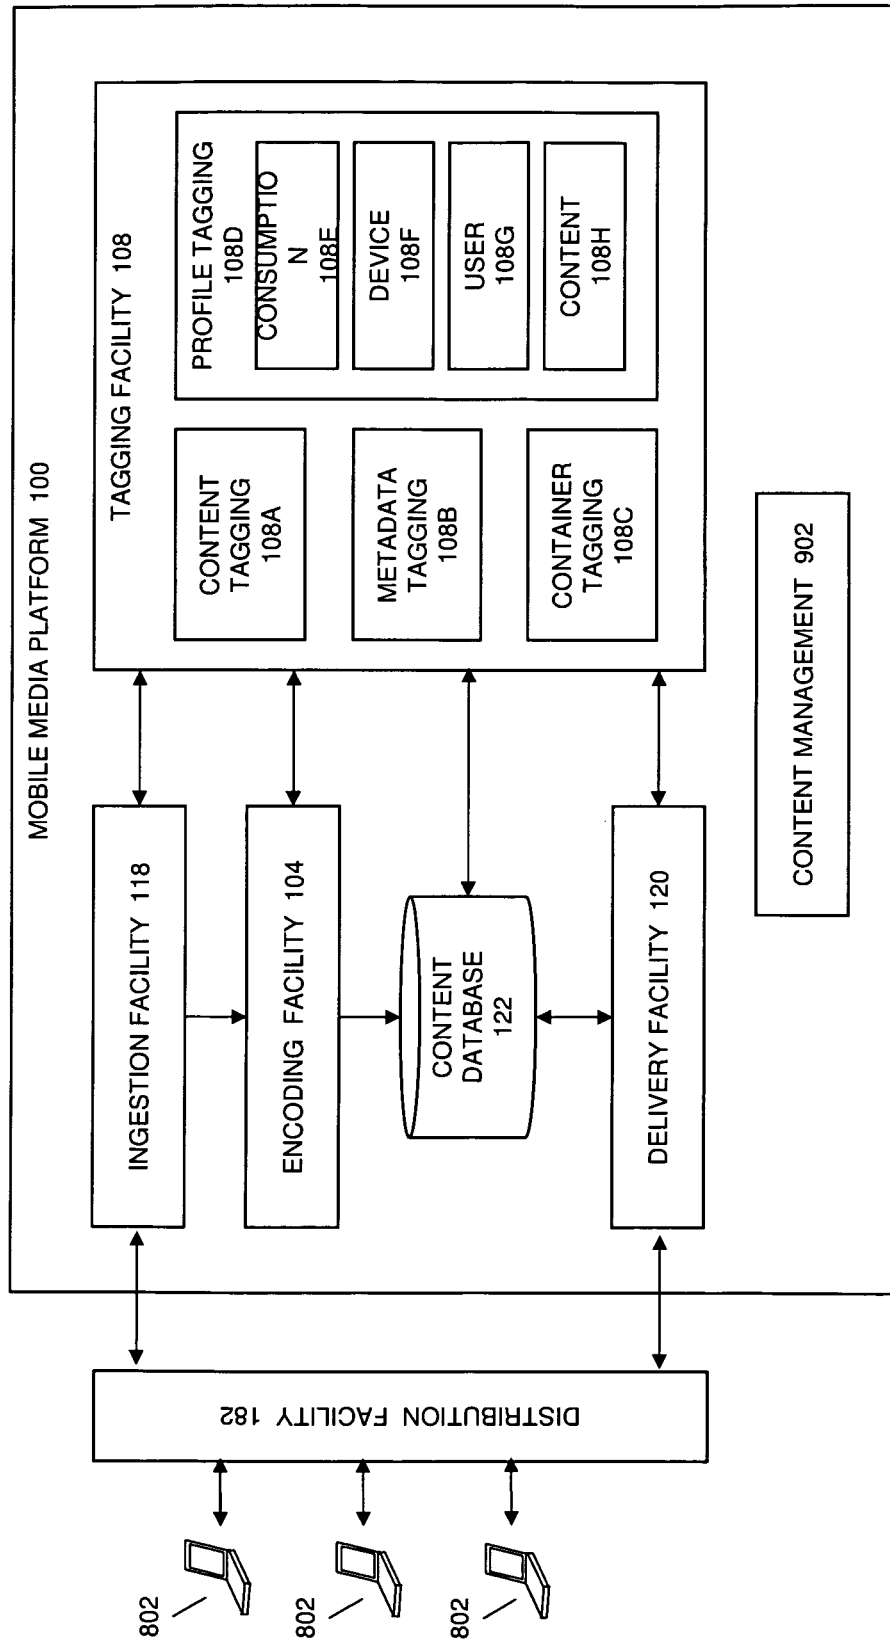 MOBILE MEDIA PLATFORM 100
TAGGING FACILITY 108
INGESTION FACILITY 118
ENCODING FACILITY 104
CONTENT
DATABASE
122
DELIVERY FACILITY 120
CONTENT
TAGGING
108A
METADATA
TAGGING
108B
CONTAINER
TAGGING
108C
PROFILE TAGGING
108D
CONSUMPTIO
N
108E
DEVICE
108F
USER
108G
CONTENT
108H
CONTENT MANAGEMENT 902
DISTRIBUTION FACILITY 182
802
802
802